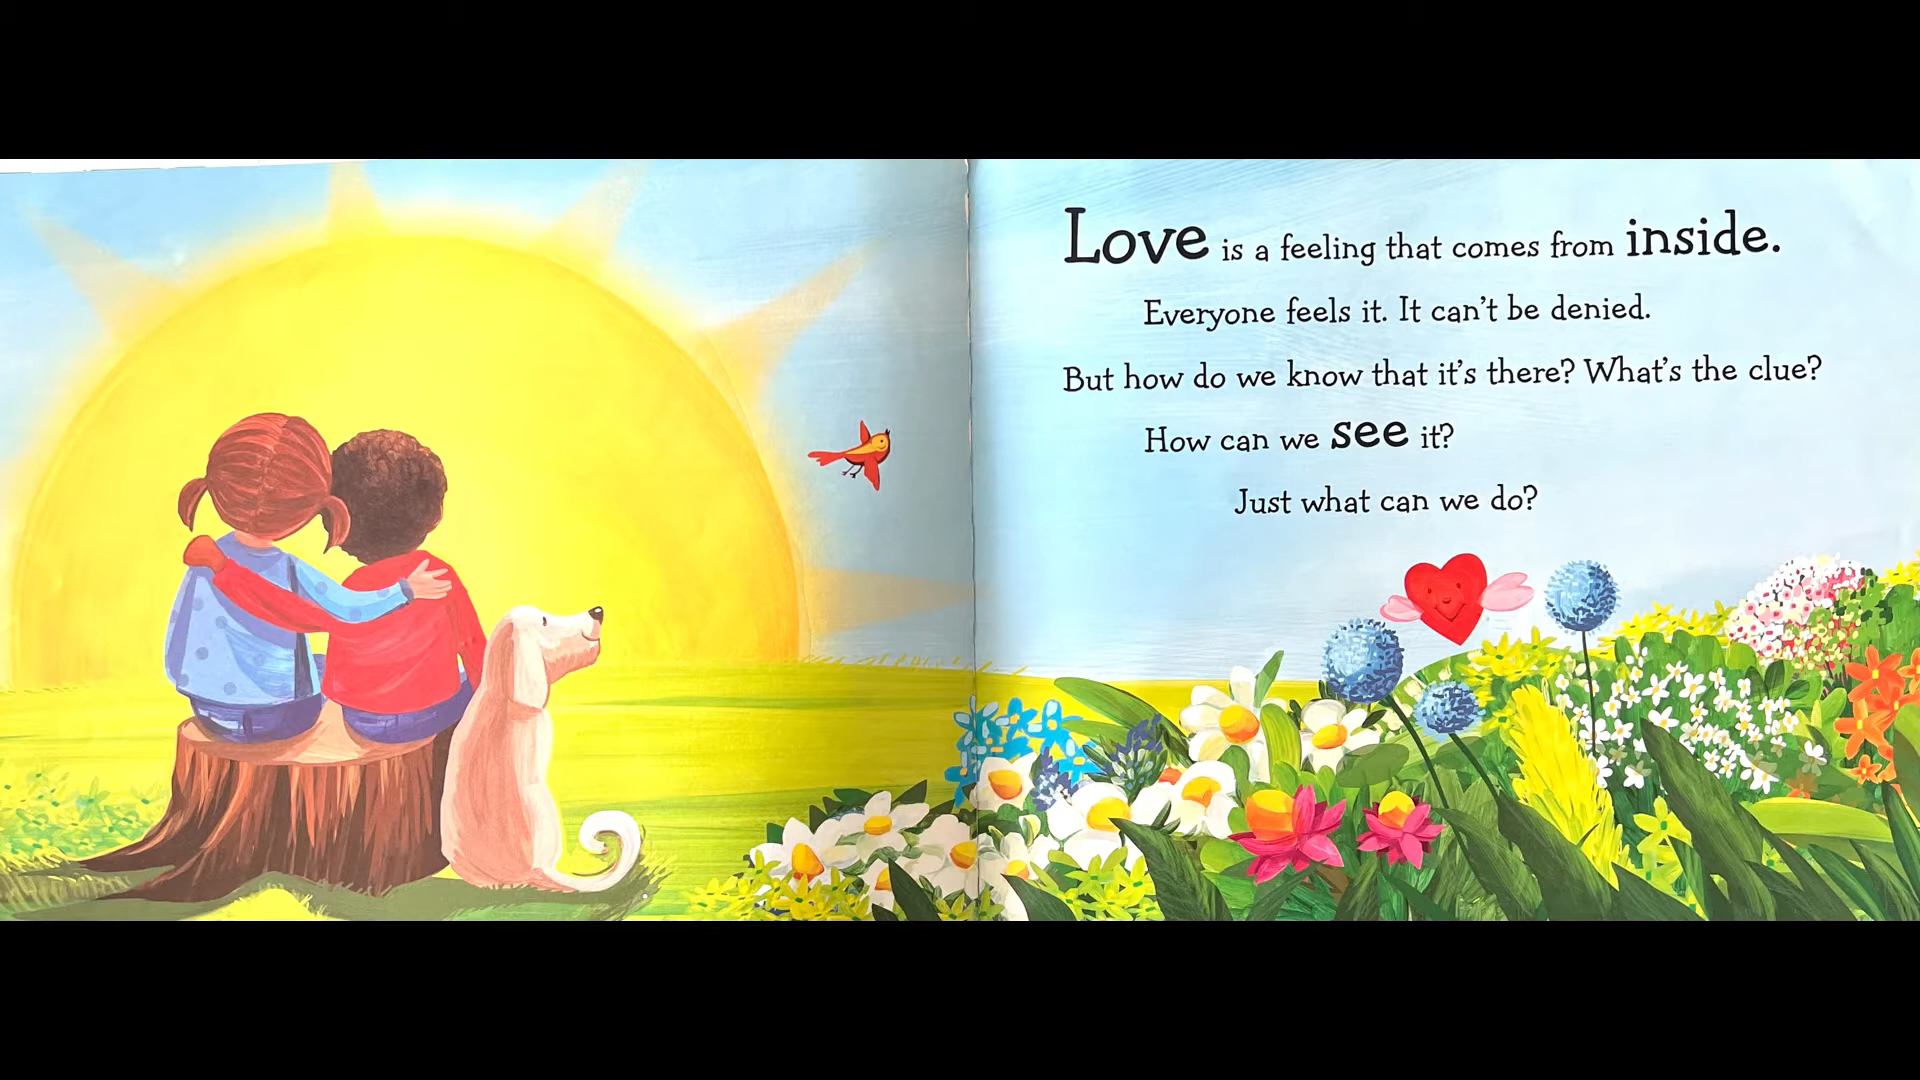 Love is a feeling that comes from inside.
Everyone feels it. It can't be denied.
But how do we know that it's there? What's the clue?
How can we see it?
Just what can we do?